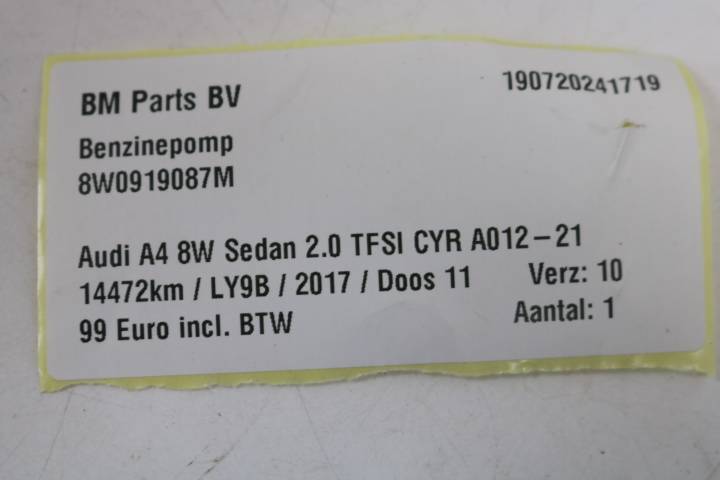 BM Parts BV
190720241719
Benzinepomp
8W0919087M
Audi A4 8W Sedan 2.0 TFSI CYR A012-21
14472km / LY9B / 2017 / Doos 11 Verz: 10
99 Euro incl. BTW Aantal: 1